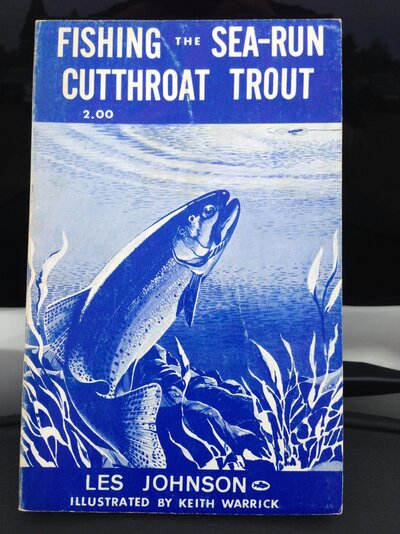 FISHING THE SEA-RUN
CUTTHROAT TROUT
2.00
LES JOHNSON
ILLUSTRATED BY KEITH WARRICK